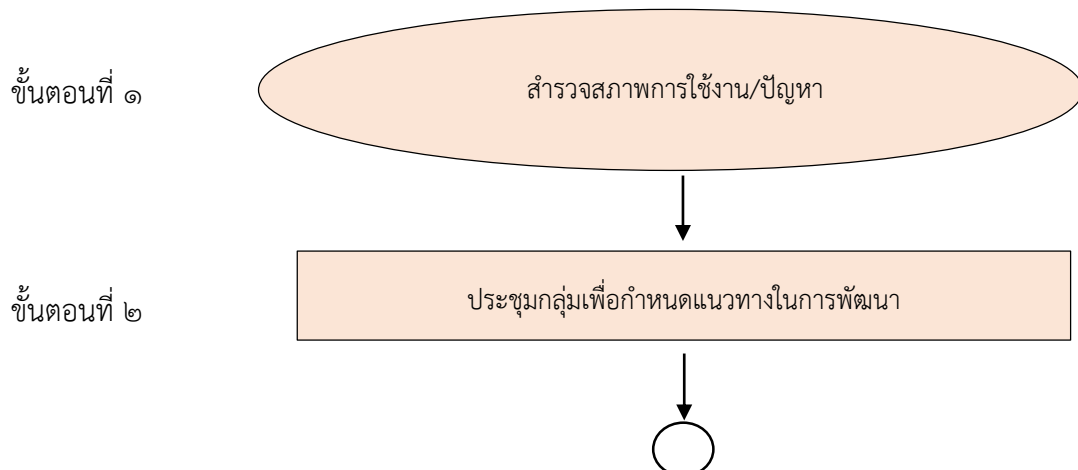 ขั้นตอนที่ ๑
สำรวจสภาพการใช้งาน/ปัญหา
ขั้นตอนที่ ๒
ประชุมกลุ่มเพื่อกำหนดแนวทางในการพัฒนา